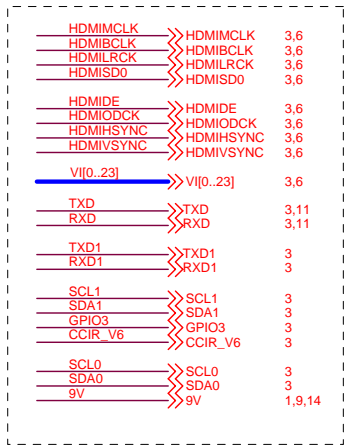 HDMIMCLK HDMIMCLK 3,6
HDMIBCLK HDMIBCLK 3,6
HDMILRCK HDMILRCK 3,6
HDMISD0 HDMISD0 3,6
HDMIDE HDMIDE 3,6
HDMIODCK HDMIODCK 3,6
HDMIHSYNC HDMIHSYNC 3,6
HDMIVSYNC HDMIVSYNC 3,6
VI[0..23] VI[0..23] 3,6
TXD TXD 3,11
RXD RXD 3,11
TXD1 TXD1 3
RXD1 RXD1 3
SCL1 SCL1 3
SDA1 SDA1 3
GPIO3 GPIO3 3
CCIR_V6 CCIR_V6 3
SCL0 SCL0 3
SDA0 SDA0 3
9V 9V 1,9,14